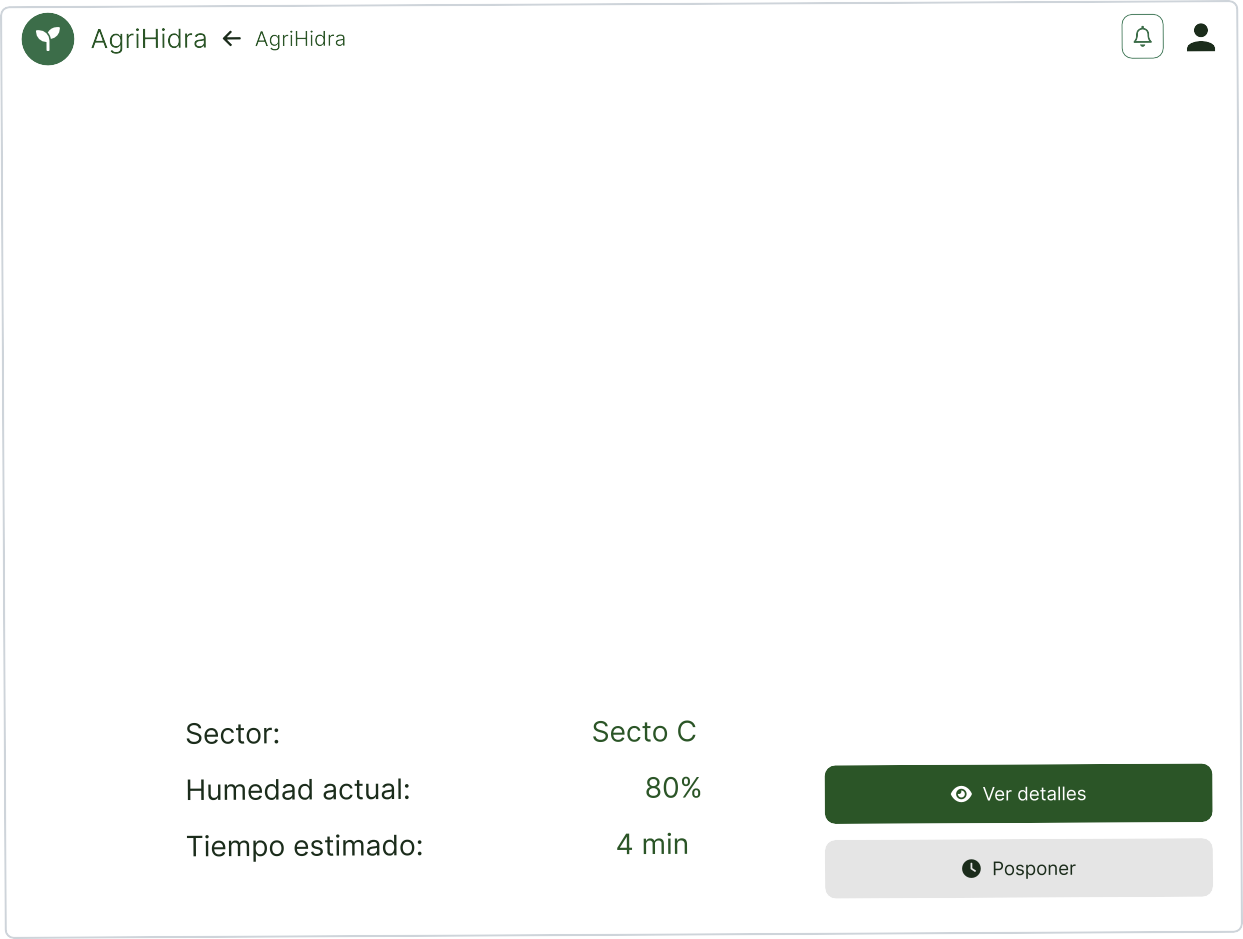 AgriHidra AgriHidra
Sector: Secto C
Humedad actual: 80%
Tiempo estimado: 4 min
Ver detalles
Posponer